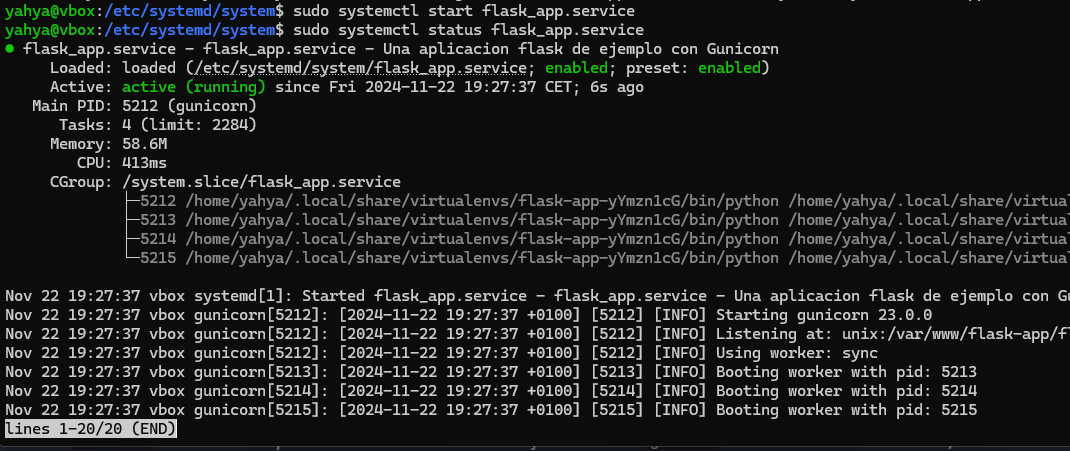 yahya@vbox:/etc/systemd/system$ sudo systemctl start flask_app.service
yahya@vbox:/etc/systemd/system$ sudo systemctl status flask_app.service
● flask_app.service - flask_app.service - Una aplicacion flask de ejemplo con Gunicorn
Loaded: loaded (/etc/systemd/system/flask_app.service; enabled; preset: enabled)
Active: active (running) since Fri 2024-11-22 19:27:37 CET; 6s ago
Main PID: 5212 (gunicorn)
Tasks: 4 (limit: 2284)
Memory: 58.6M
CPU: 413ms
CGroup: /system.slice/flask_app.service
├─5212 /home/yahya/.local/share/virtualenvs/flask-app-yYmzn1cG/bin/python /home/yahya/.local/share/virtual
├─5213 /home/yahya/.local/share/virtualenvs/flask-app-yYmzn1cG/bin/python /home/yahya/.local/share/virtual
├─5214 /home/yahya/.local/share/virtualenvs/flask-app-yYmzn1cG/bin/python /home/yahya/.local/share/virtual
└─5215 /home/yahya/.local/share/virtualenvs/flask-app-yYmzn1cG/bin/python /home/yahya/.local/share/virtual
Nov 22 19:27:37 vbox systemd[1]: Started flask_app.service - flask_app.service - Una aplicacion flask de ejemplo con Gu
Nov 22 19:27:37 vbox gunicorn[5212]: [2024-11-22 19:27:37 +0100] [5212] [INFO] Starting gunicorn 23.0.0
Nov 22 19:27:37 vbox gunicorn[5212]: [2024-11-22 19:27:37 +0100] [5212] [INFO] Listening at: unix:/var/www/flask-app/fl
Nov 22 19:27:37 vbox gunicorn[5212]: [2024-11-22 19:27:37 +0100] [5212] [INFO] Using worker: sync
Nov 22 19:27:37 vbox gunicorn[5213]: [2024-11-22 19:27:37 +0100] [5213] [INFO] Booting worker with pid: 5213
Nov 22 19:27:37 vbox gunicorn[5214]: [2024-11-22 19:27:37 +0100] [5214] [INFO] Booting worker with pid: 5214
Nov 22 19:27:37 vbox gunicorn[5215]: [2024-11-22 19:27:37 +0100] [5215] [INFO] Booting worker with pid: 5215
lines 1-20/20 (END)